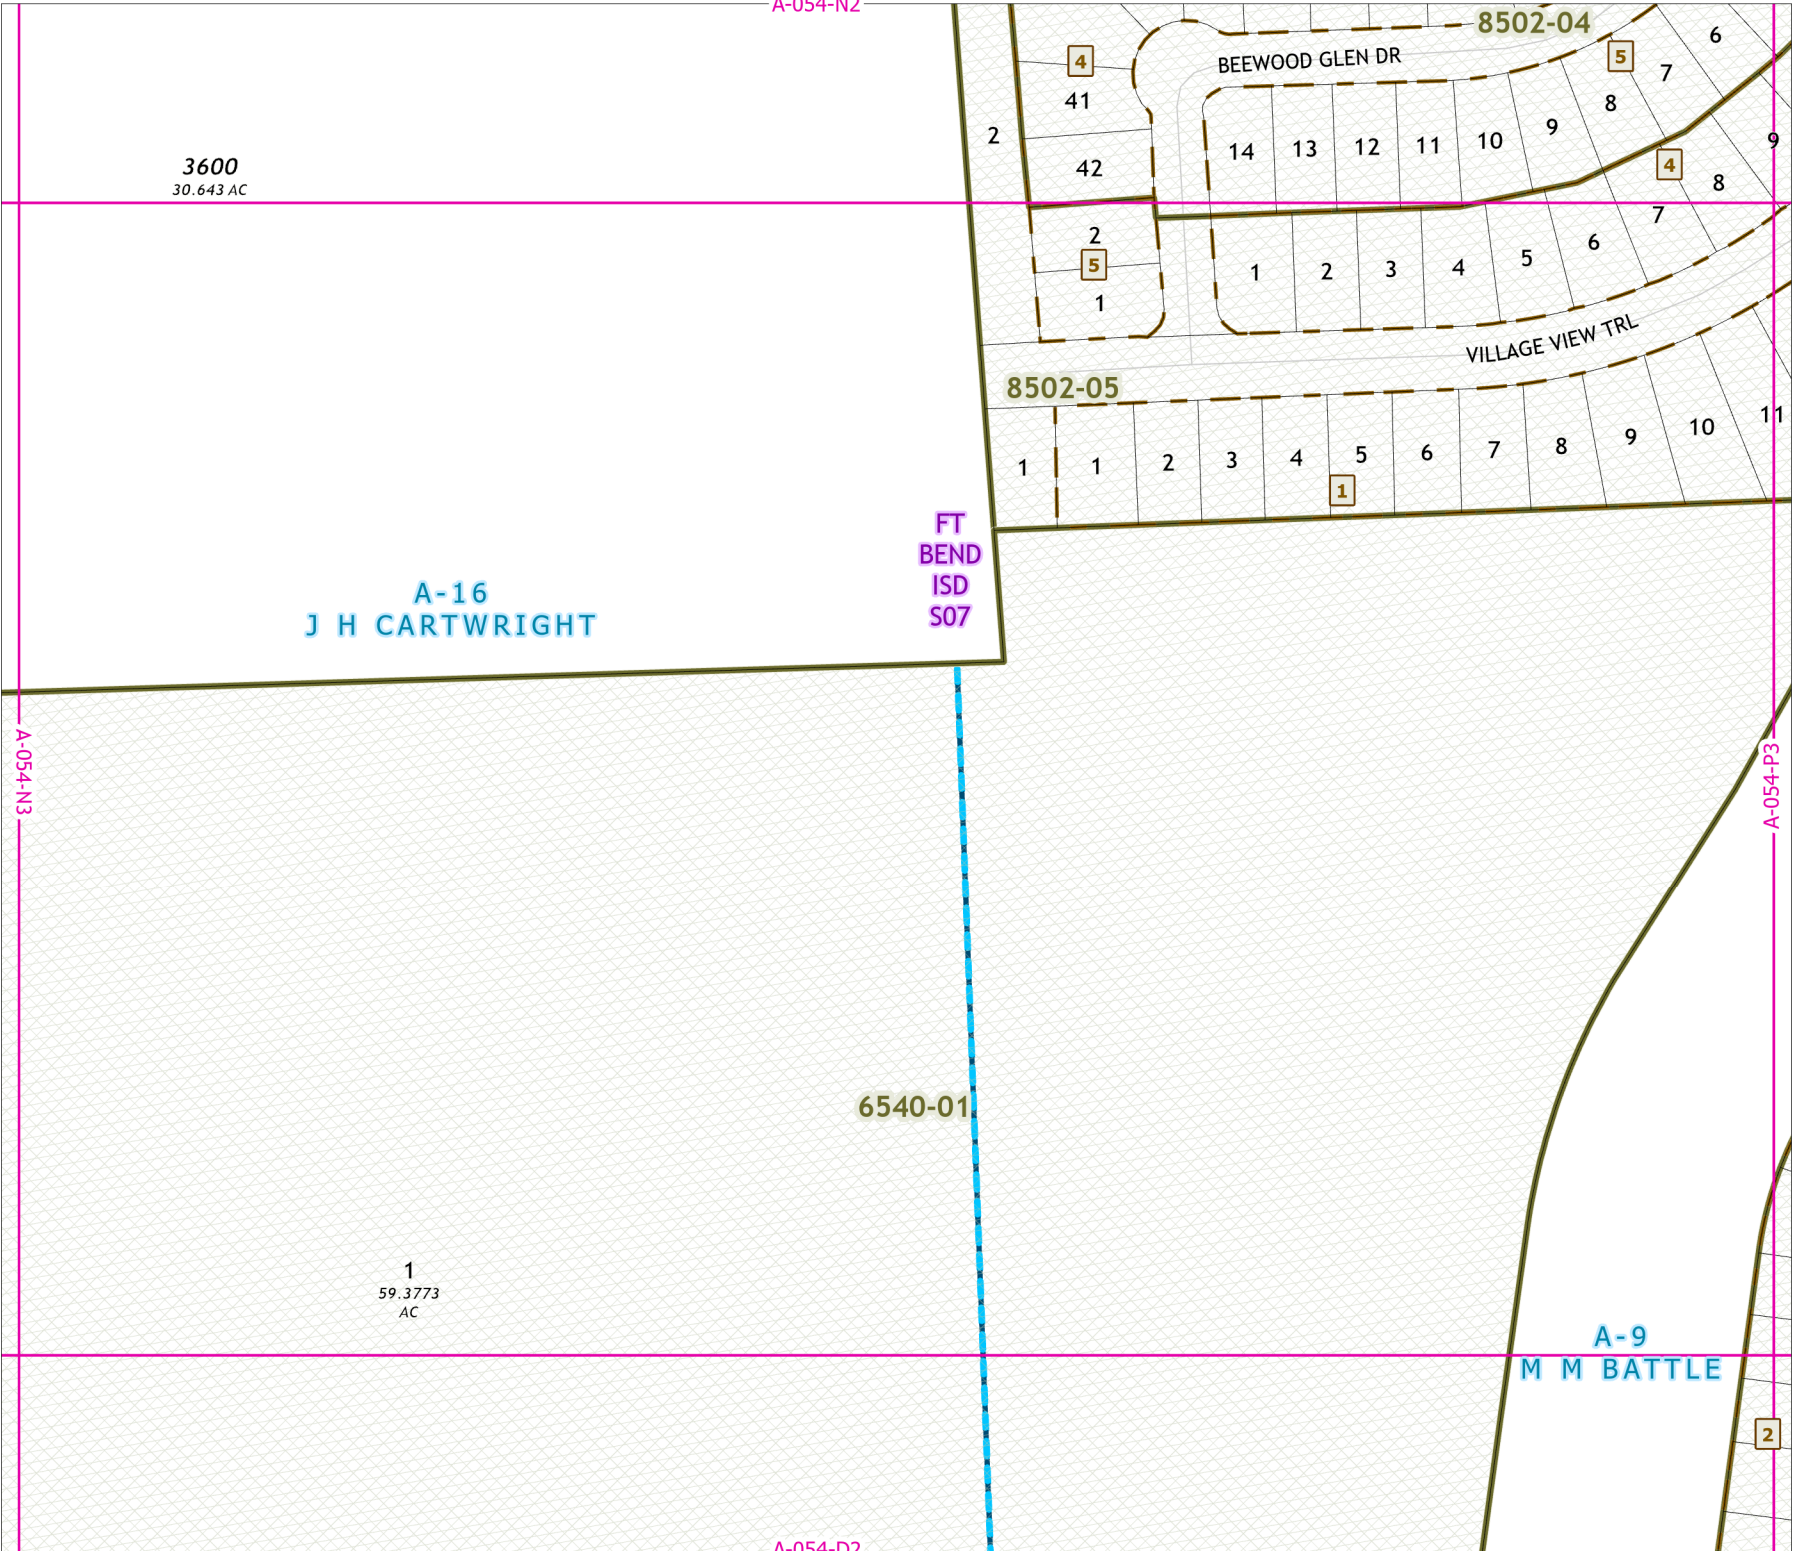 A-054-N2
8502-04
BEEWOOD GLEN DR
4
41
42
2
3600
30.643 AC
5
6
7
8
9
10
11
12
13
14
9
4
8
7
6
5
4
3
2
1
2
5
1
VILLAGE VIEW TRL
8502-05
1
1
2
3
4
5
6
7
8
9
10
11
1
FT
BEND
ISD
S07
A-16
J H CARTWRIGHT
A-054-N3
A-054-P3
6540-01
1
59.3773
AC
A-9
M M BATTLE
2
A-054-D2